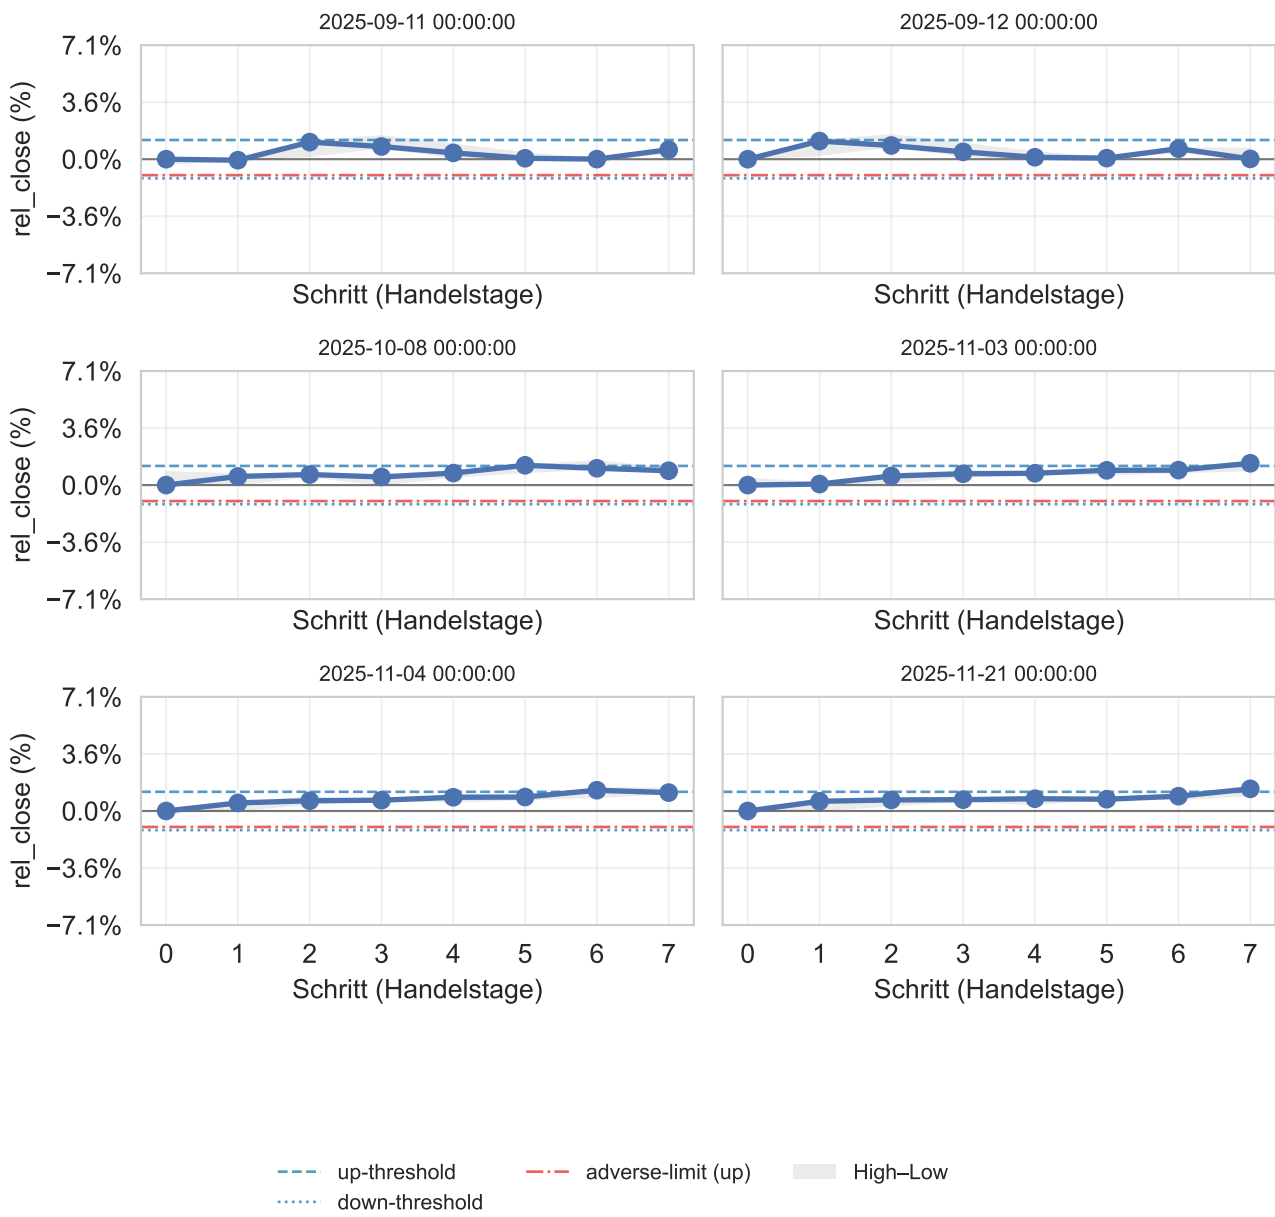 2025-09-11 00:00:00
2025-09-12 00:00:00
rel_close (%)
7.1%
3.6%
0.0%
−3.6%
−7.1%
Schritt (Handelstage)
Schritt (Handelstage)
2025-10-08 00:00:00
2025-11-03 00:00:00
rel_close (%)
7.1%
3.6%
0.0%
−3.6%
−7.1%
Schritt (Handelstage)
Schritt (Handelstage)
2025-11-04 00:00:00
2025-11-21 00:00:00
rel_close (%)
7.1%
3.6%
0.0%
−3.6%
−7.1%
0 1 2 3 4 5 6 7
0 1 2 3 4 5 6 7
Schritt (Handelstage)
Schritt (Handelstage)
up-threshold
down-threshold
adverse-limit (up)
High–Low